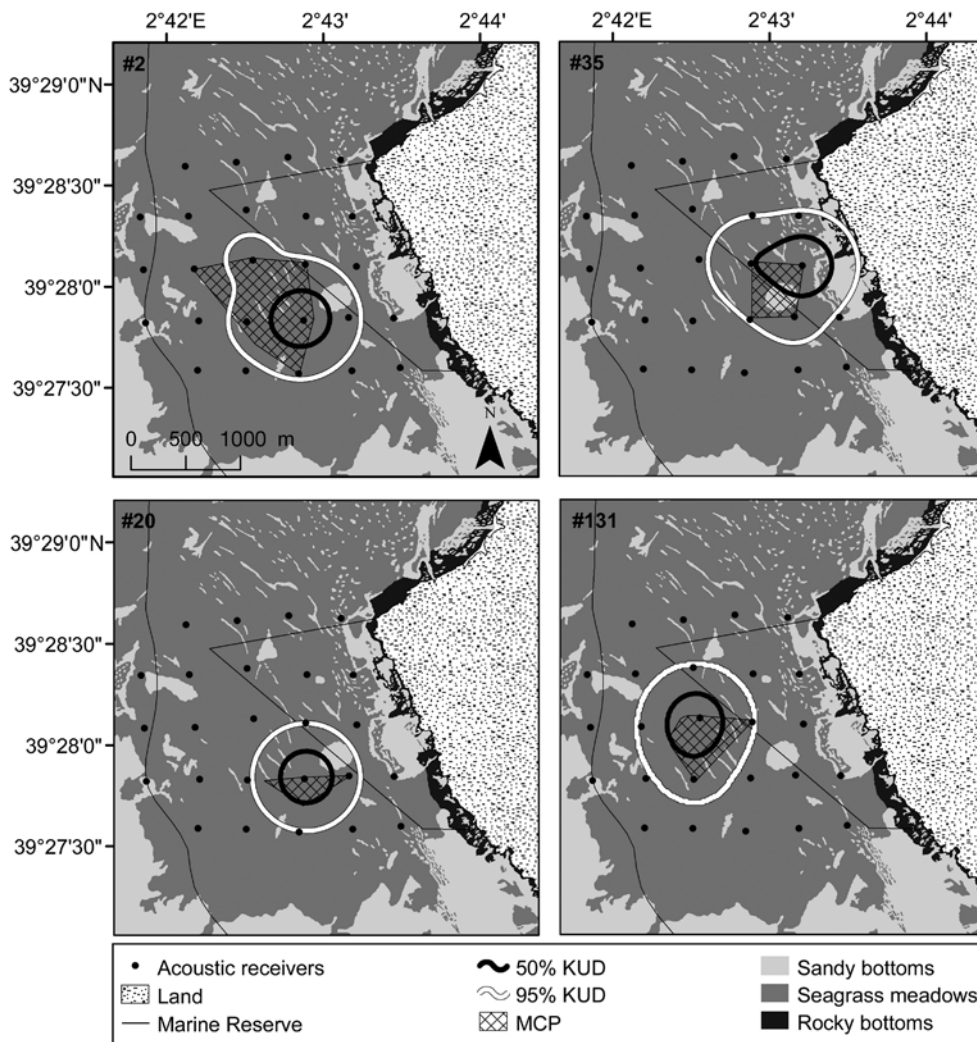 2°42' 2°43' 2°44' 2°42' 2°43' 2°44'
#2 #35
39°29'0"N
39°28'30"
39°28'0"
39°27'30"
N
0 500 1000 m
#20 #131
39°29'0"N
39°28'30"
39°28'0"
39°27'30"
Acoustic receivers 50% KUD Sandy bottoms
Land 95% KUD Seagrass meadows
Marine Reserve MCP Rocky bottoms